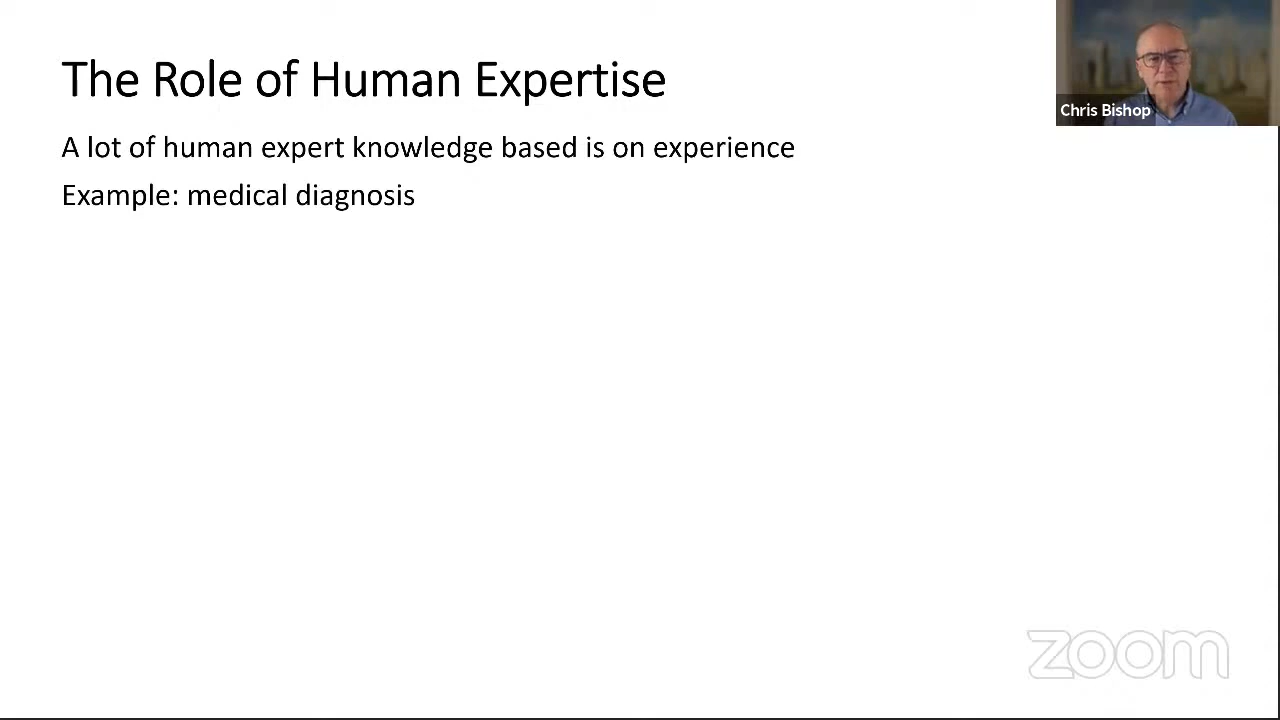 The Role of Human Expertise
Chris Bishop
A lot of human expert knowledge based is on experience
Example: medical diagnosis
zoom